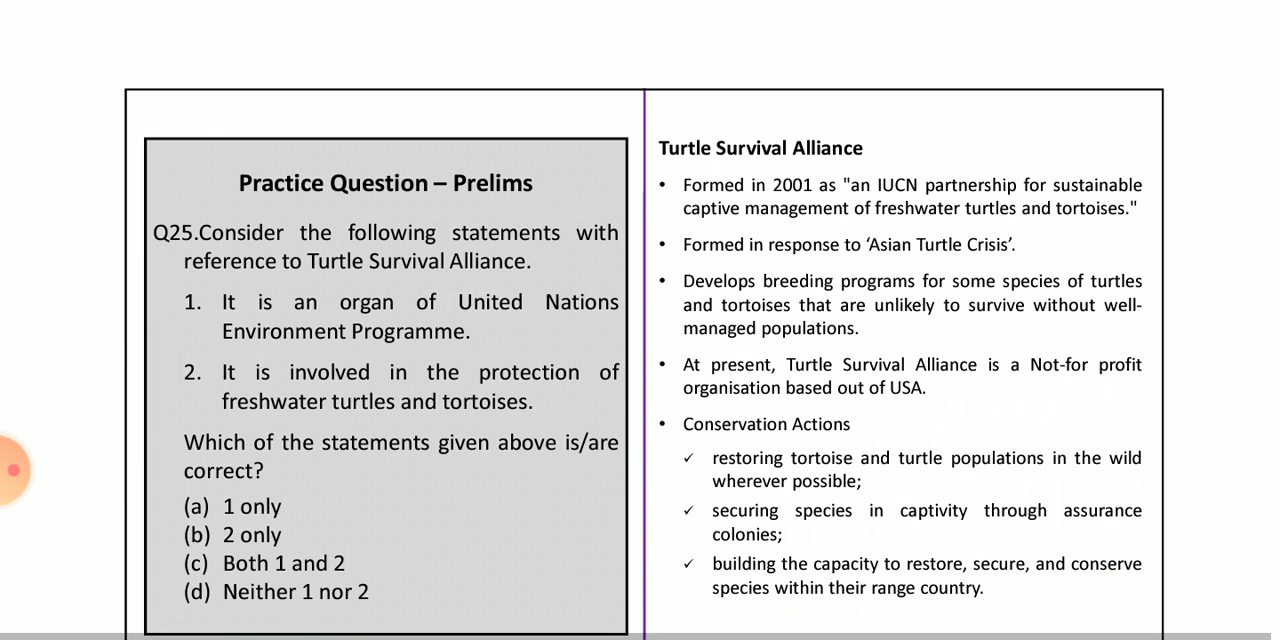 Practice Question – Prelims
Q25.Consider the following statements with
reference to Turtle Survival Alliance.
1. It is an organ of United Nations
Environment Programme.
2. It is involved in the protection of
freshwater turtles and tortoises.
Which of the statements given above is/are
correct?
(a) 1 only
(b) 2 only
(c) Both 1 and 2
(d) Neither 1 nor 2
Turtle Survival Alliance
• Formed in 2001 as "an IUCN partnership for sustainable
captive management of freshwater turtles and tortoises."
• Formed in response to ‘Asian Turtle Crisis’.
• Develops breeding programs for some species of turtles
and tortoises that are unlikely to survive without well-
managed populations.
• At present, Turtle Survival Alliance is a Not-for profit
organisation based out of USA.
• Conservation Actions
✓ restoring tortoise and turtle populations in the wild
wherever possible;
✓ securing species in captivity through assurance
colonies;
✓ building the capacity to restore, secure, and conserve
species within their range country.